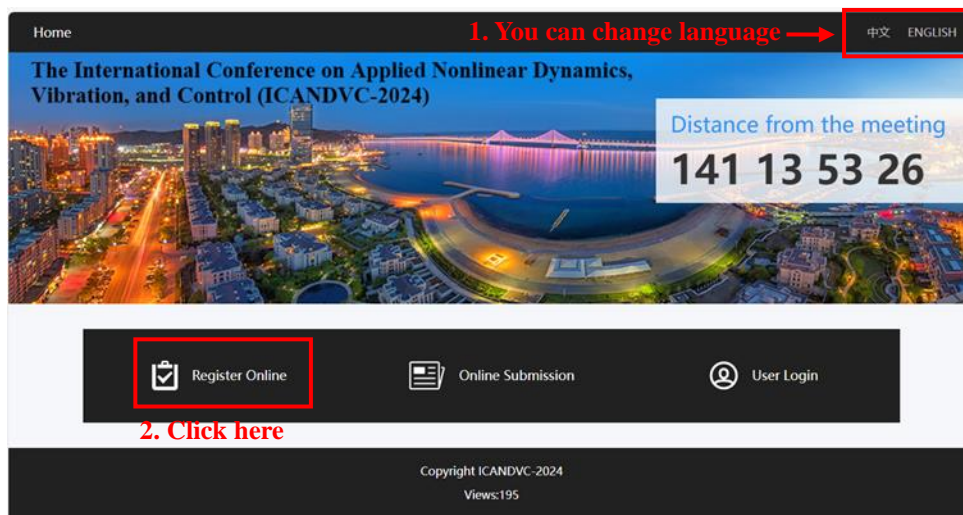 Home
1. You can change language
中文 ENGLISH
The International Conference on Applied Nonlinear Dynamics,
Vibration, and Control (ICANDVC-2024)
Distance from the meeting
141 13 53 26
Register Online
Online Submission
User Login
2. Click here
Copyright ICANDVC-2024
Views:195